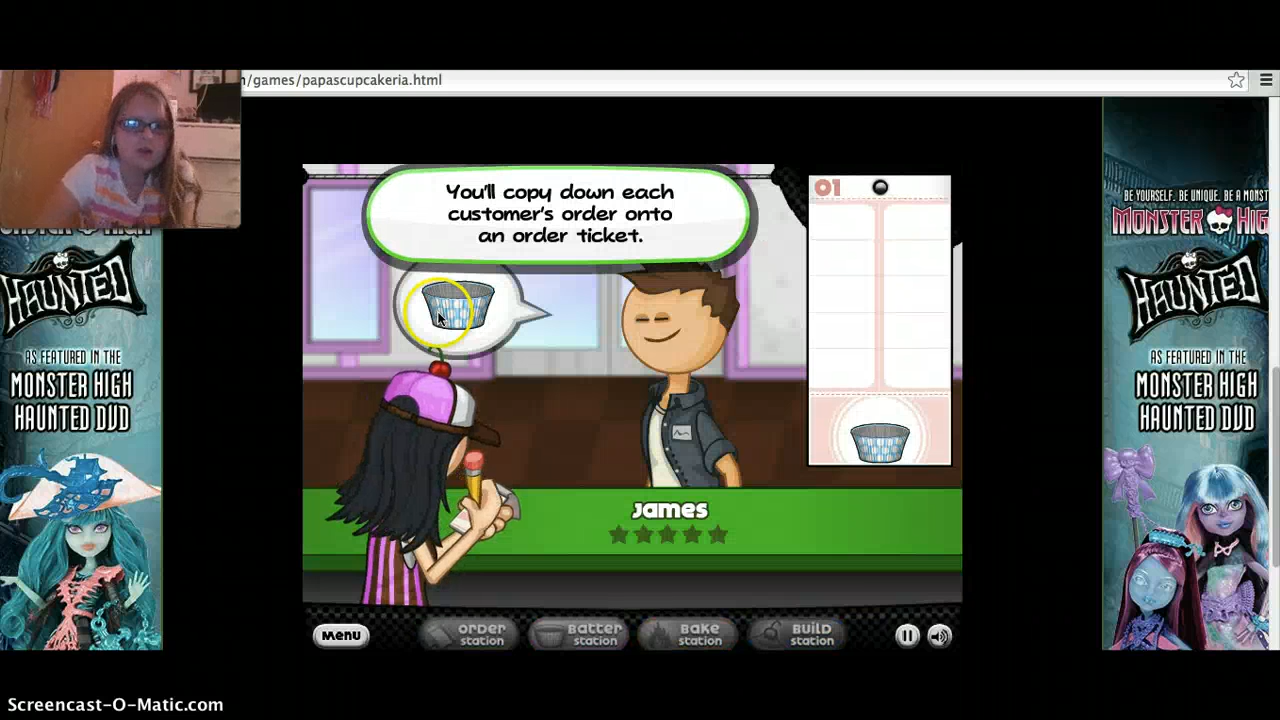 n/games/papascupcakeria.html
You'll copy down each
customer's order onto
an order ticket.
01
James
MENU
ORDER
station
BATTER
station
BAKE
station
BUILD
station
HAUNTED
AS FEATURED IN THE
MONSTER HIGH
HAUNTED DVD
BE YOURSELF. BE UNIQUE. BE A MONST
MONSTER HIG
HAUNTED
AS FEATURED IN THE
MONSTER HIGH
HAUNTED DVD
Screencast-O-Matic.com